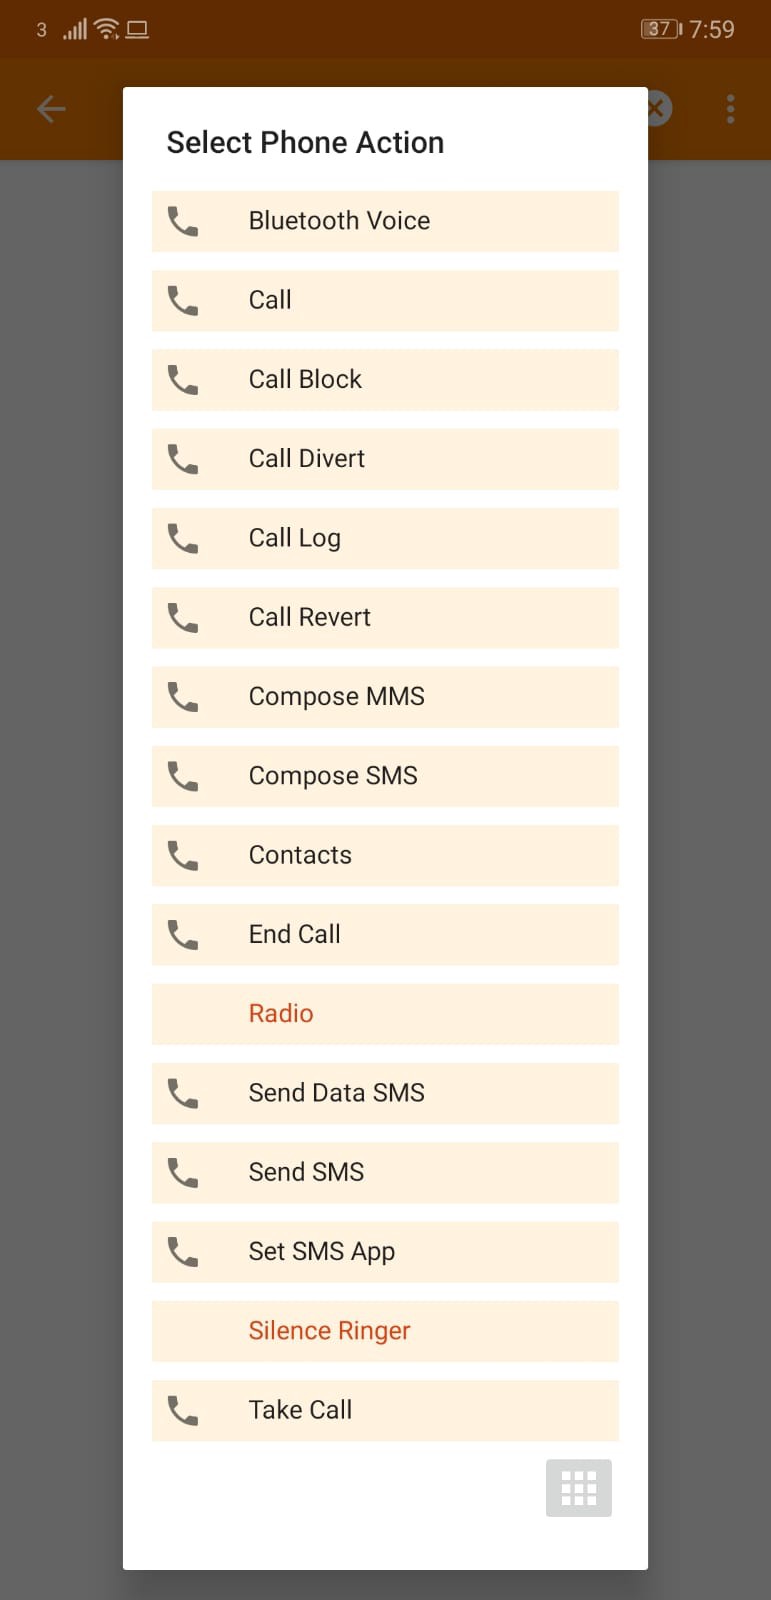 3 37 7:59
Select Phone Action
Bluetooth Voice
Call
Call Block
Call Divert
Call Log
Call Revert
Compose MMS
Compose SMS
Contacts
End Call
Radio
Send Data SMS
Send SMS
Set SMS App
Silence Ringer
Take Call